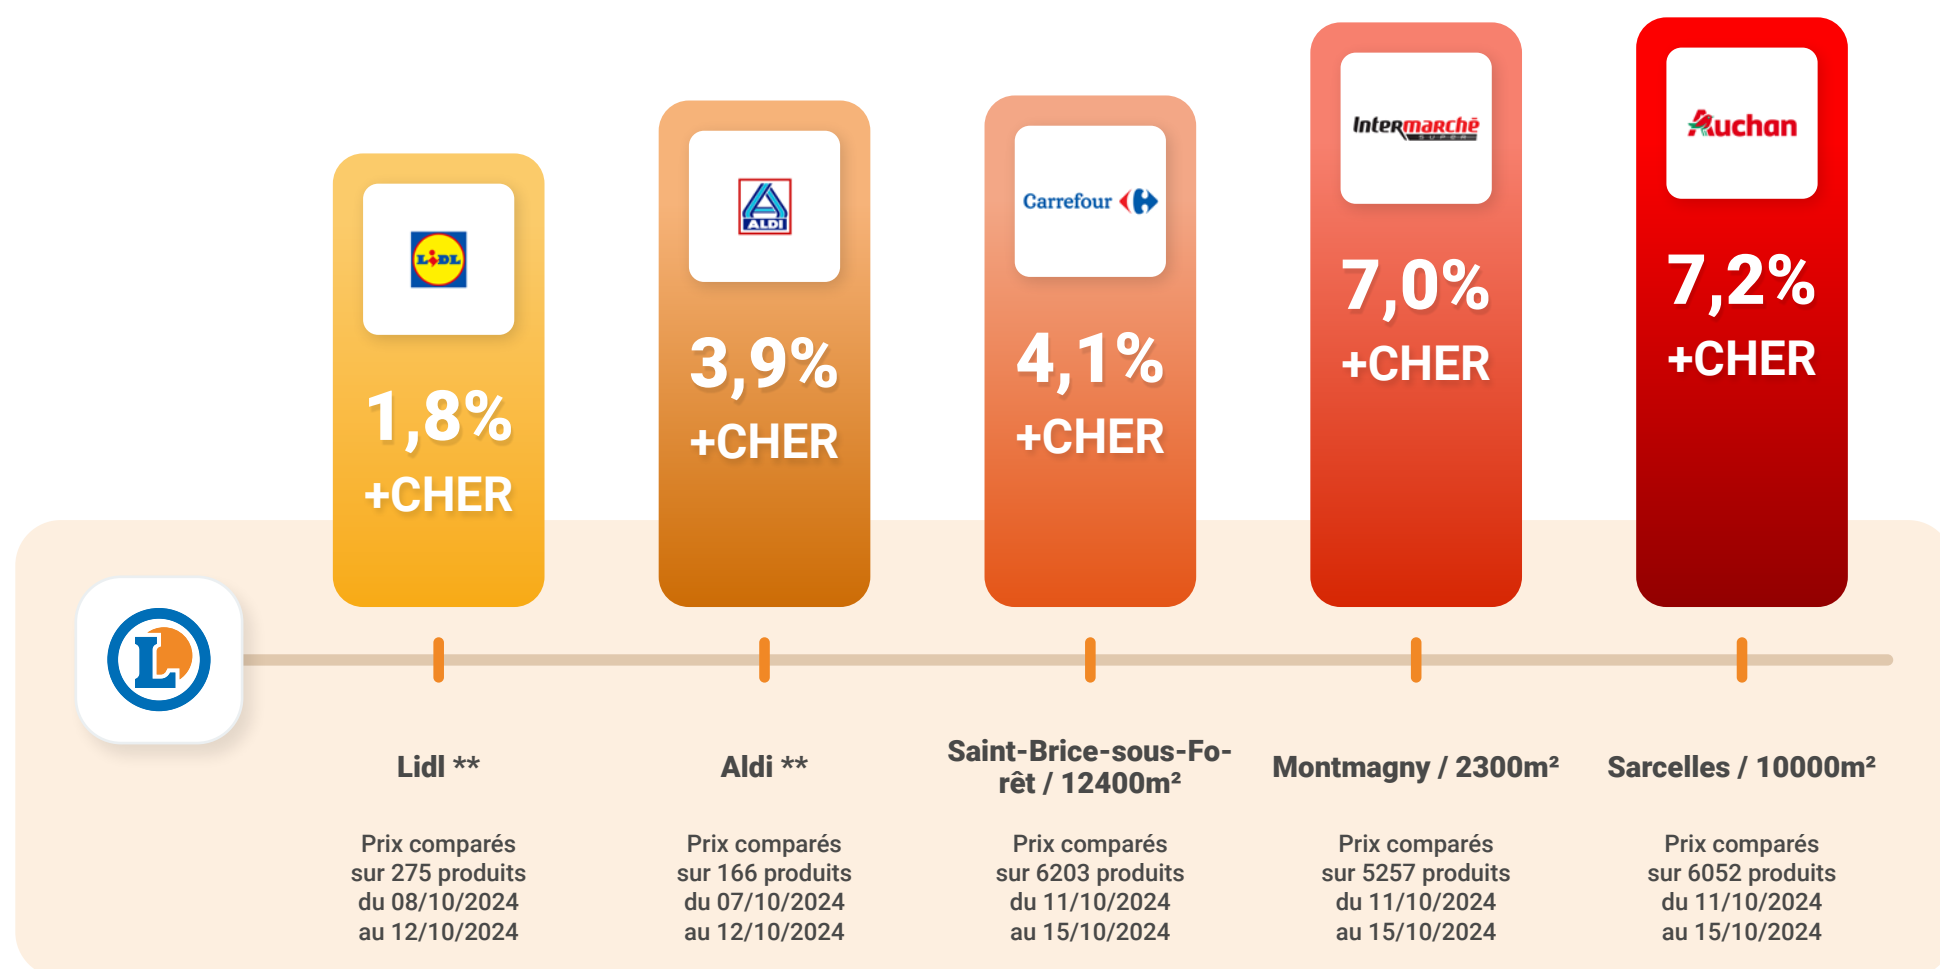 LIDL
1,8%
+CHER
ALDI
3,9%
+CHER
Carrefour
4,1%
+CHER
Intermarché
SUPER
7,0%
+CHER
Auchan
7,2%
+CHER
L
Lidl **
Prix comparés
sur 275 produits
du 08/10/2024
au 12/10/2024
Aldi **
Prix comparés
sur 166 produits
du 07/10/2024
au 12/10/2024
Saint-Brice-sous-Fo-
rêt / 12400m²
Prix comparés
sur 6203 produits
du 11/10/2024
au 15/10/2024
Montmagny / 2300m²
Prix comparés
sur 5257 produits
du 11/10/2024
au 15/10/2024
Sarcelles / 10000m²
Prix comparés
sur 6052 produits
du 11/10/2024
au 15/10/2024